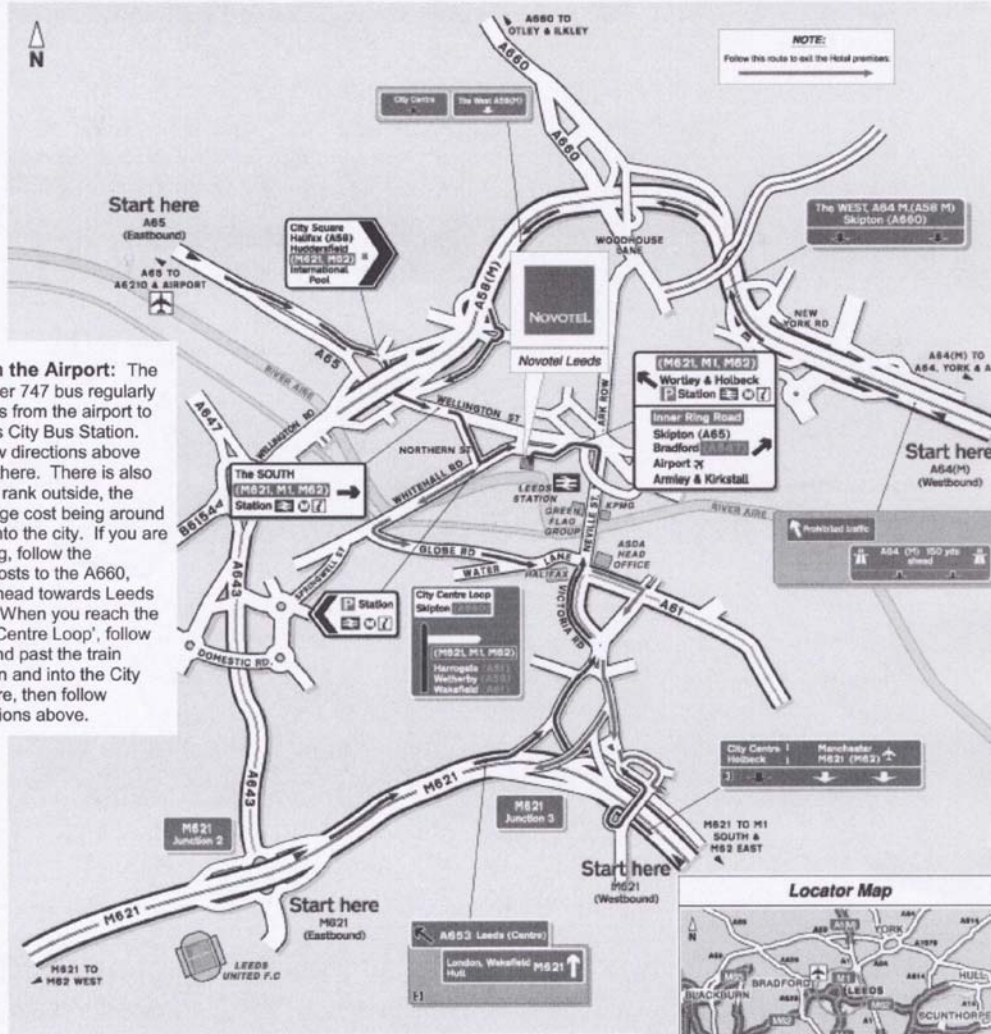 N
A660 TO
OTLEY & ILKLEY
NOTE:
Follow this route to exit the Hotel premises.
A660
City Centre
The West A58(M)
A660
Start here
A65
(Eastbound)
A65 TO
A6210 & AIRPORT
City Square
Halifax (A58)
Huddersfield
(M621, M62)
International
Pool
WOODHOUSE
LANE
The WEST, A64 M,(A58 M)
Skipton (A660)
A58(M)
NOVOTEL
Novotel Leeds
NEW
YORK RD
A64(M) TO
A64, YORK & A
A65
RIVER AIRE
WELLINGTON ST
ARK ROW
(M621, M1, M62)
Wortley & Holbeck
P Station
Inner Ring Road
Skipton (A65)
Bradford (A647)
Airport
Armley & Kirkstall
Start here
A64(M)
(Westbound)
the Airport: The
er 747 bus regularly
s from the airport to
s City Bus Station.
w directions above
there. There is also
rank outside, the
ge cost being around
nto the city. If you are
g, follow the
osts to the A660,
head towards Leeds
When you reach the
Centre Loop', follow
nd past the train
n and into the City
re, then follow
ions above.
A647
WELLINGTON RD
NORTHERN ST
WHITEHALL RD
The SOUTH
(M621, M1, M62)
Station
LEEDS
STATION
GREEN
FLAG
GROUP
KPMG
NEVILLE ST.
RIVER AIRE
B6154
A643
SPRINGWELL ST
GLOBE RD
WATER
LANE
HALIFAX
ASDA
HEAD
OFFICE
A61
VICTORIA RD
Prohibited traffic
A64 (M) 150 yds
ahead
P Station
City Centre Loop
Skipton
(M621, M1, M62)
Harrogate (A61)
Wetherby (A58)
Wakefield (A61)
DOMESTIC RD.
A643
M621
City Centre
Holbeck
Manchester
M621 (M62)
3
M621
Junction 2
M621
Junction 3
M621 TO M1
SOUTH &
M62 EAST
Start here
M621
(Westbound)
M621
Start here
M621
(Eastbound)
M621 TO
M62 WEST
LEEDS
UNITED F.C
A653 Leeds (Centre)
London, Wakefield
Hull
M621
3
Locator Map
N
YORK
BRADFORD
LEEDS
HULL
BLACKBURN
SCUNTHORPE